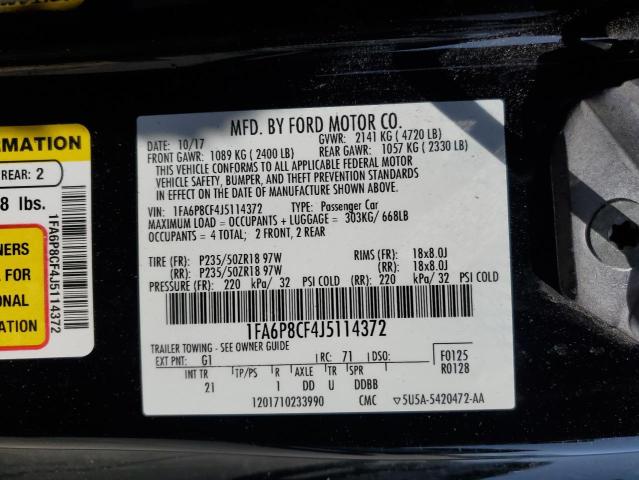 MFD. BY FORD MOTOR CO.
DATE: 10/17 GVWR: 2141 KG ( 4720 LB)
FRONT GAWR: 1089 KG ( 2400 LB) REAR GAWR: 1057 KG ( 2330 LB)
THIS VEHICLE CONFORMS TO ALL APPLICABLE FEDERAL MOTOR
VEHICLE SAFETY, BUMPER, AND THEFT PREVENTION STANDARDS
IN EFFECT ON THE DATE OF MANUFACTURE SHOWN ABOVE.
VIN: 1FA6P8CF4J5114372 TYPE: Passenger Car
MAXIMUM LOAD = OCCUPANTS + LUGGAGE = 303KG/ 668LB
OCCUPANTS = 4 TOTAL; 2 FRONT, 2 REAR
TIRE (FR): P235/50ZR18 97W RIMS (FR): 18x8.0J
(RR): P235/50ZR18 97W (RR): 18x8.0J
PRESSURE (FR): 220 kPa/ 32 PSI COLD (RR): 220 kPa/ 32 PSI COLD
1FA6P8CF4J5114372
TRAILER TOWING - SEE OWNER GUIDE
EXT PNT: G1 RC: 71 DSO: F0125
INT TR TP/PS R AXLE TR SPR R0128
21 1 DD U DDBB
1201710233990 CMC ▽5U5A-5420472-AA
REAR: 2
8 lbs.
1FA6P8CF4J5114372
FOR